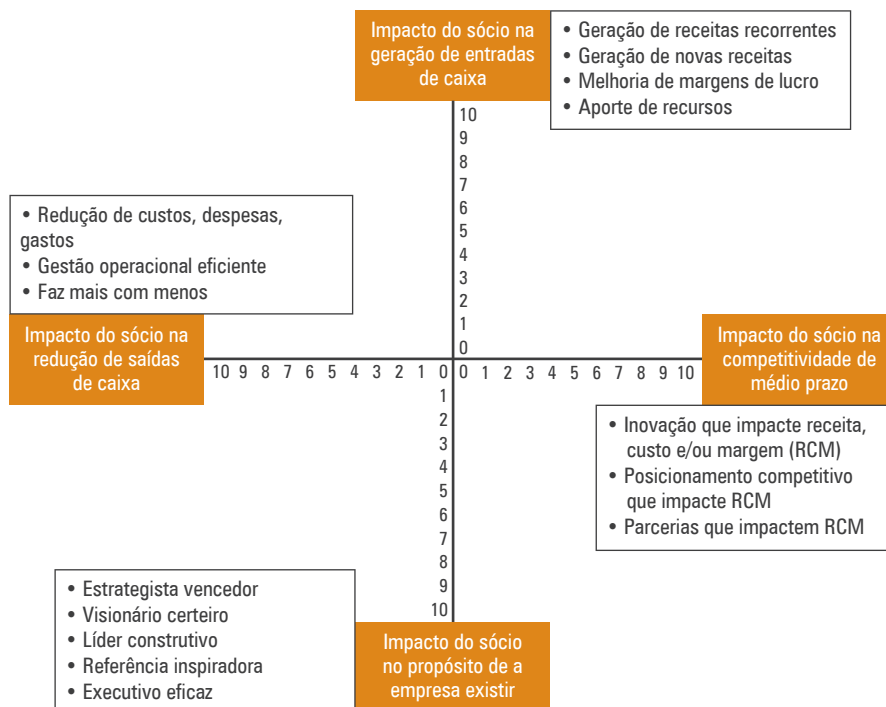 Impacto do sócio na
geração de entradas
de caixa
• Geração de receitas recorrentes
• Geração de novas receitas
• Melhoria de margens de lucro
• Aporte de recursos
10
9
8
7
6
5
4
3
2
1
0
• Redução de custos, despesas,
gastos
• Gestão operacional eficiente
• Faz mais com menos
Impacto do sócio na
redução de saídas
de caixa
10 9 8 7 6 5 4 3 2 1 0
0 1 2 3 4 5 6 7 8 9 10
Impacto do sócio na
competitividade de
médio prazo
• Inovação que impacte receita,
custo e/ou margem (RCM)
• Posicionamento competitivo
que impacte RCM
• Parcerias que impactem RCM
1
2
3
4
5
6
7
8
9
10
• Estrategista vencedor
• Visionário certeiro
• Líder construtivo
• Referência inspiradora
• Executivo eficaz
Impacto do sócio
no propósito de a
empresa existir